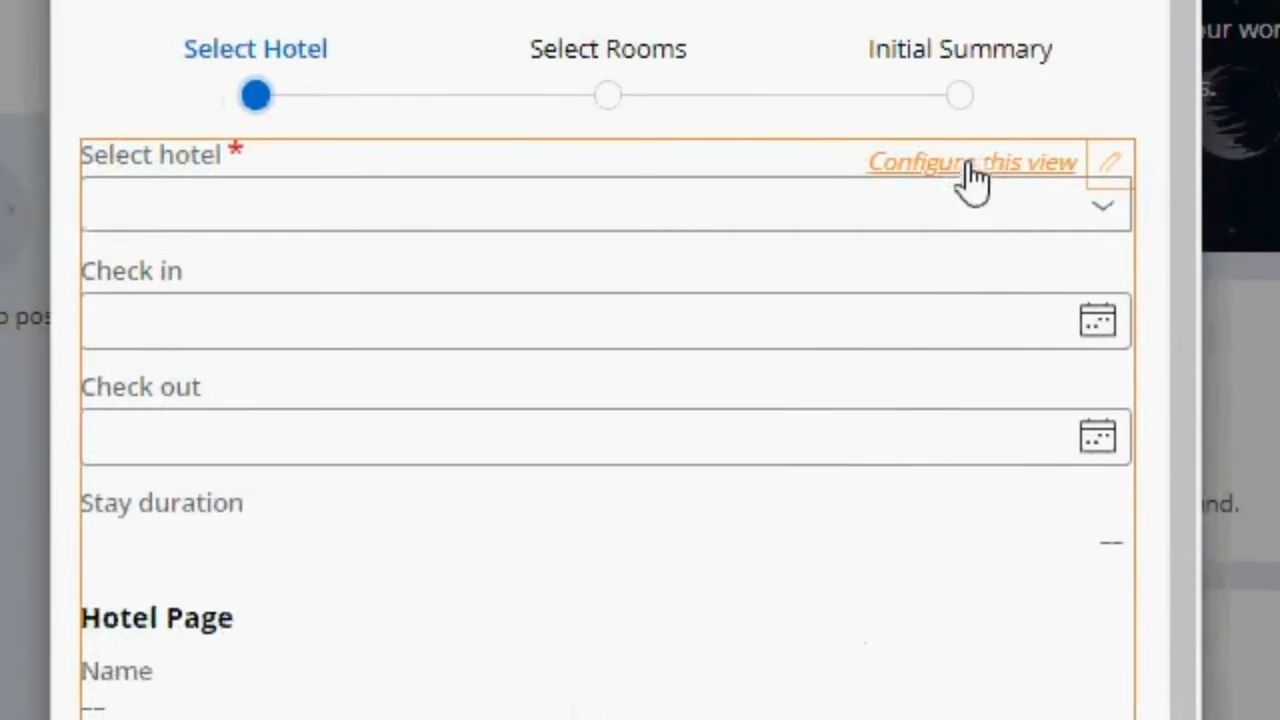 Select Hotel Select Rooms Initial Summary
Select hotel *
Configure this view
Check in
Check out
Stay duration
--
Hotel Page
Name
--